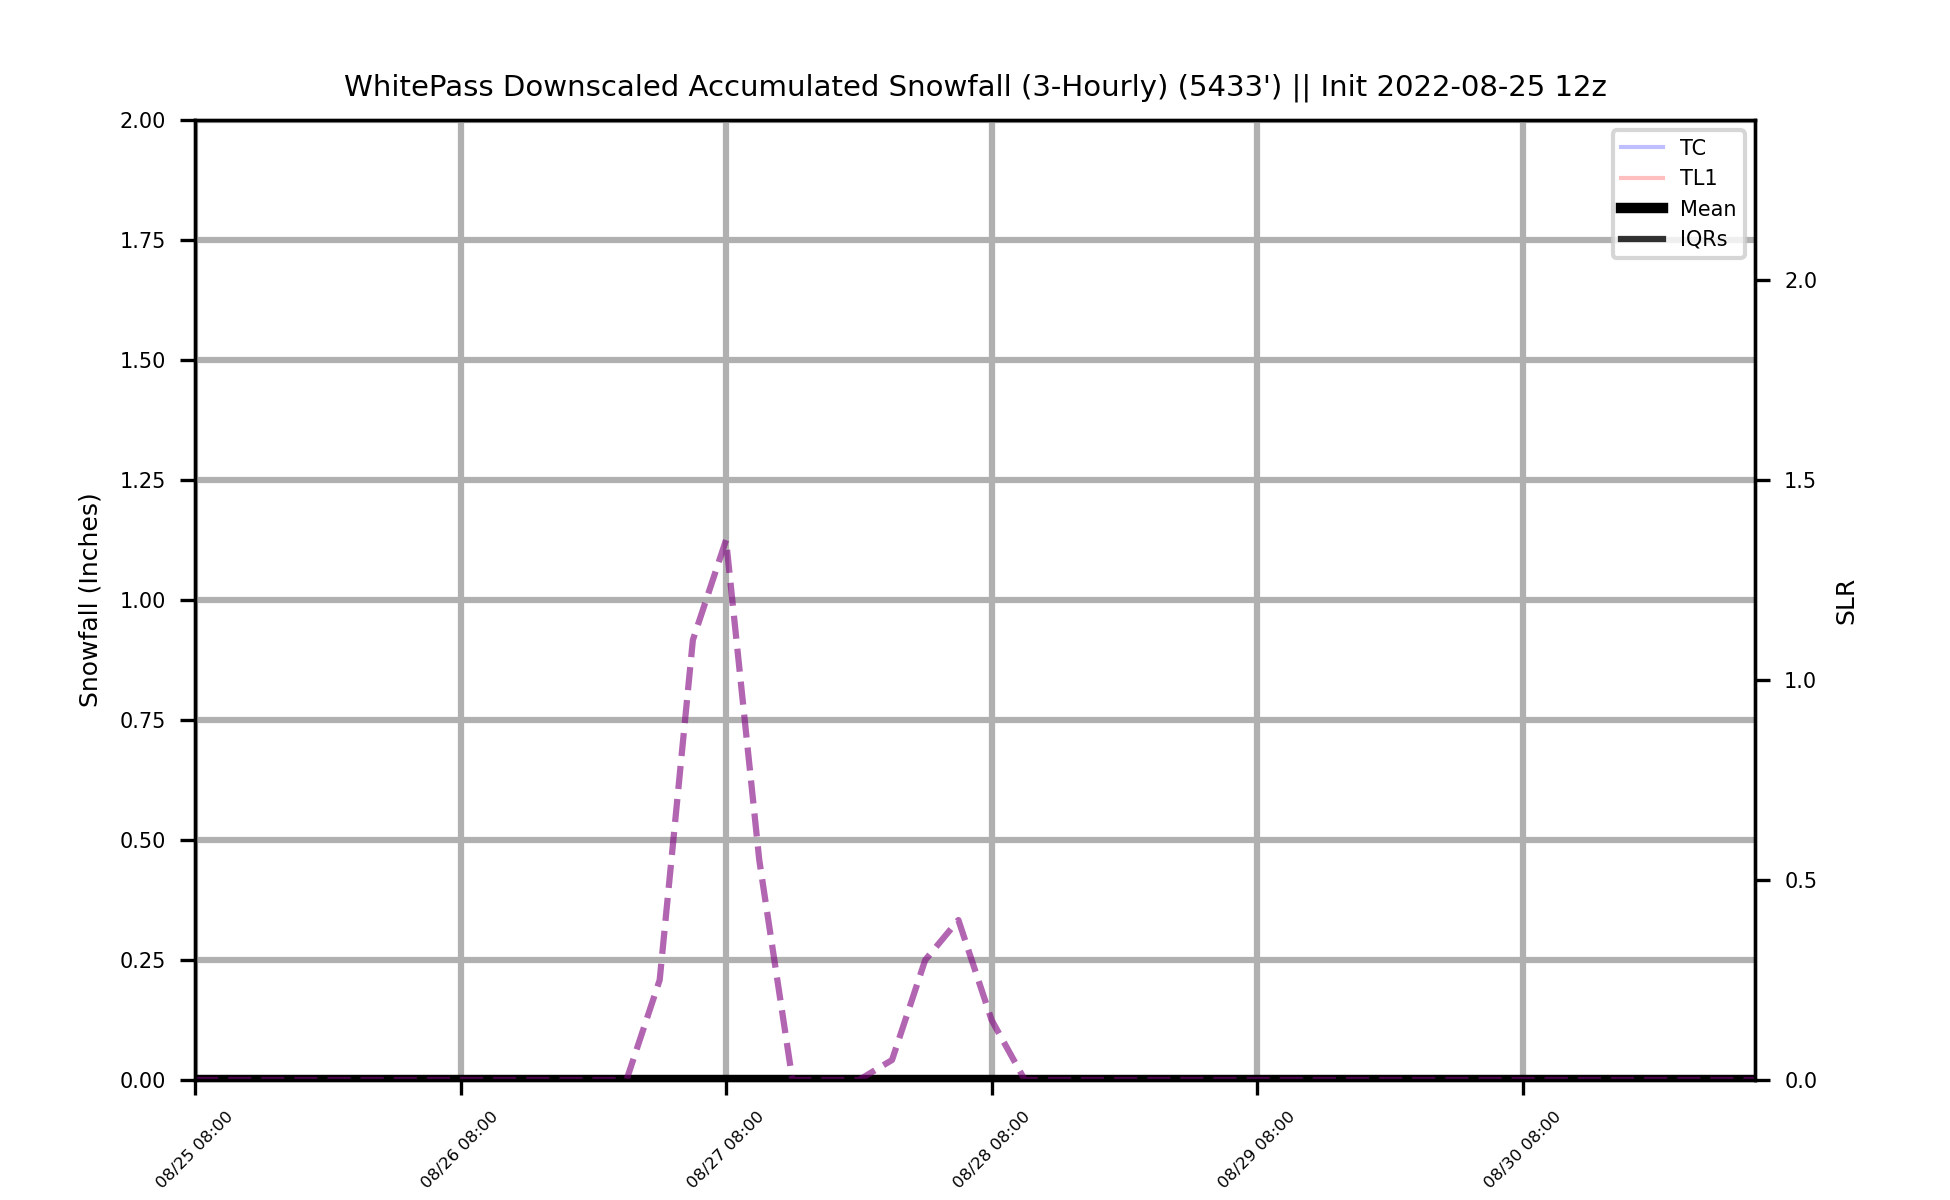 WhitePass Downscaled Accumulated Snowfall (3-Hourly) (5433') || Init 2022-08-25 12z
TC
TL1
Mean
IQRs
Snowfall (Inches)
2.00
1.75
1.50
1.25
1.00
0.75
0.50
0.25
0.00
SLR
2.0
1.5
1.0
0.5
0.0
08/25 08:00
08/26 08:00
08/27 08:00
08/28 08:00
08/29 08:00
08/30 08:00